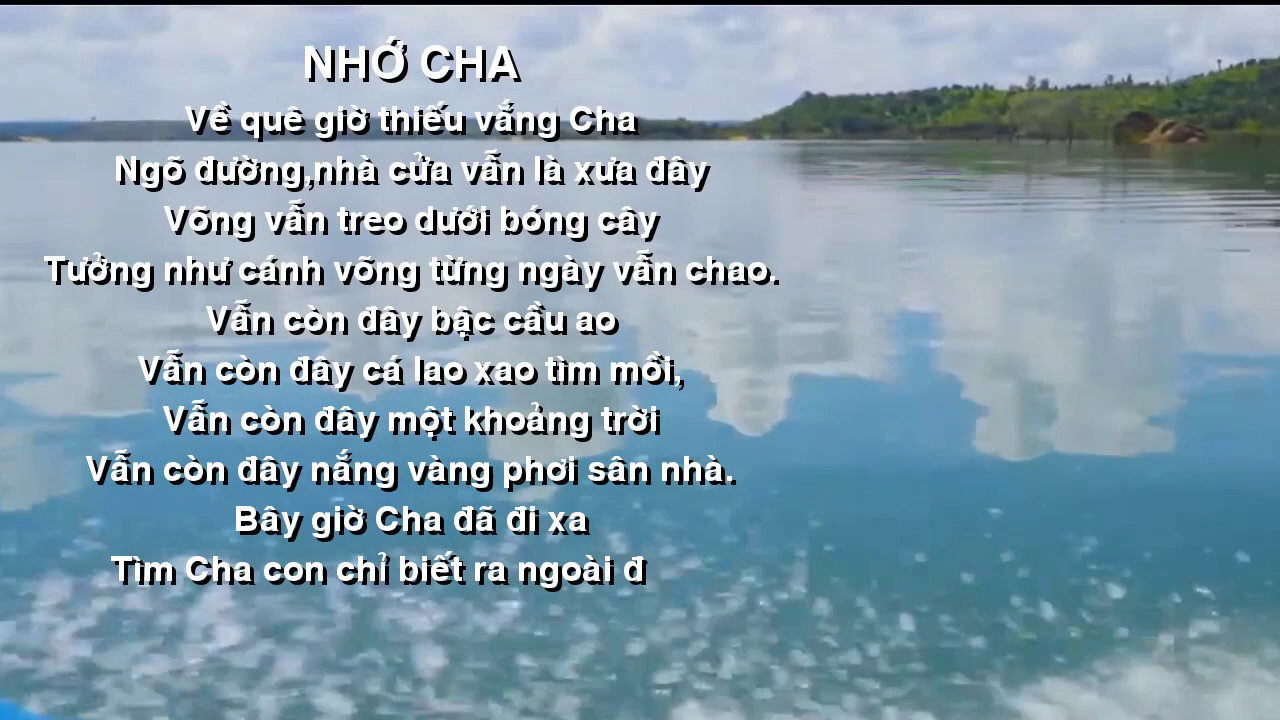 NHỚ CHA
Về quê giờ thiếu vắng Cha
Ngõ đường,nhà cửa vẫn là xưa đây
Võng vẫn treo dưới bóng cây
Tưởng như cánh võng từng ngày vẫn chao.
Vẫn còn đây bậc cầu ao
Vẫn còn đây cá lao xao tìm mồi,
Vẫn còn đây một khoảng trời
Vẫn còn đây nắng vàng phơi sân nhà.
Bây giờ Cha đã đi xa
Tìm Cha con chỉ biết ra ngoài đ